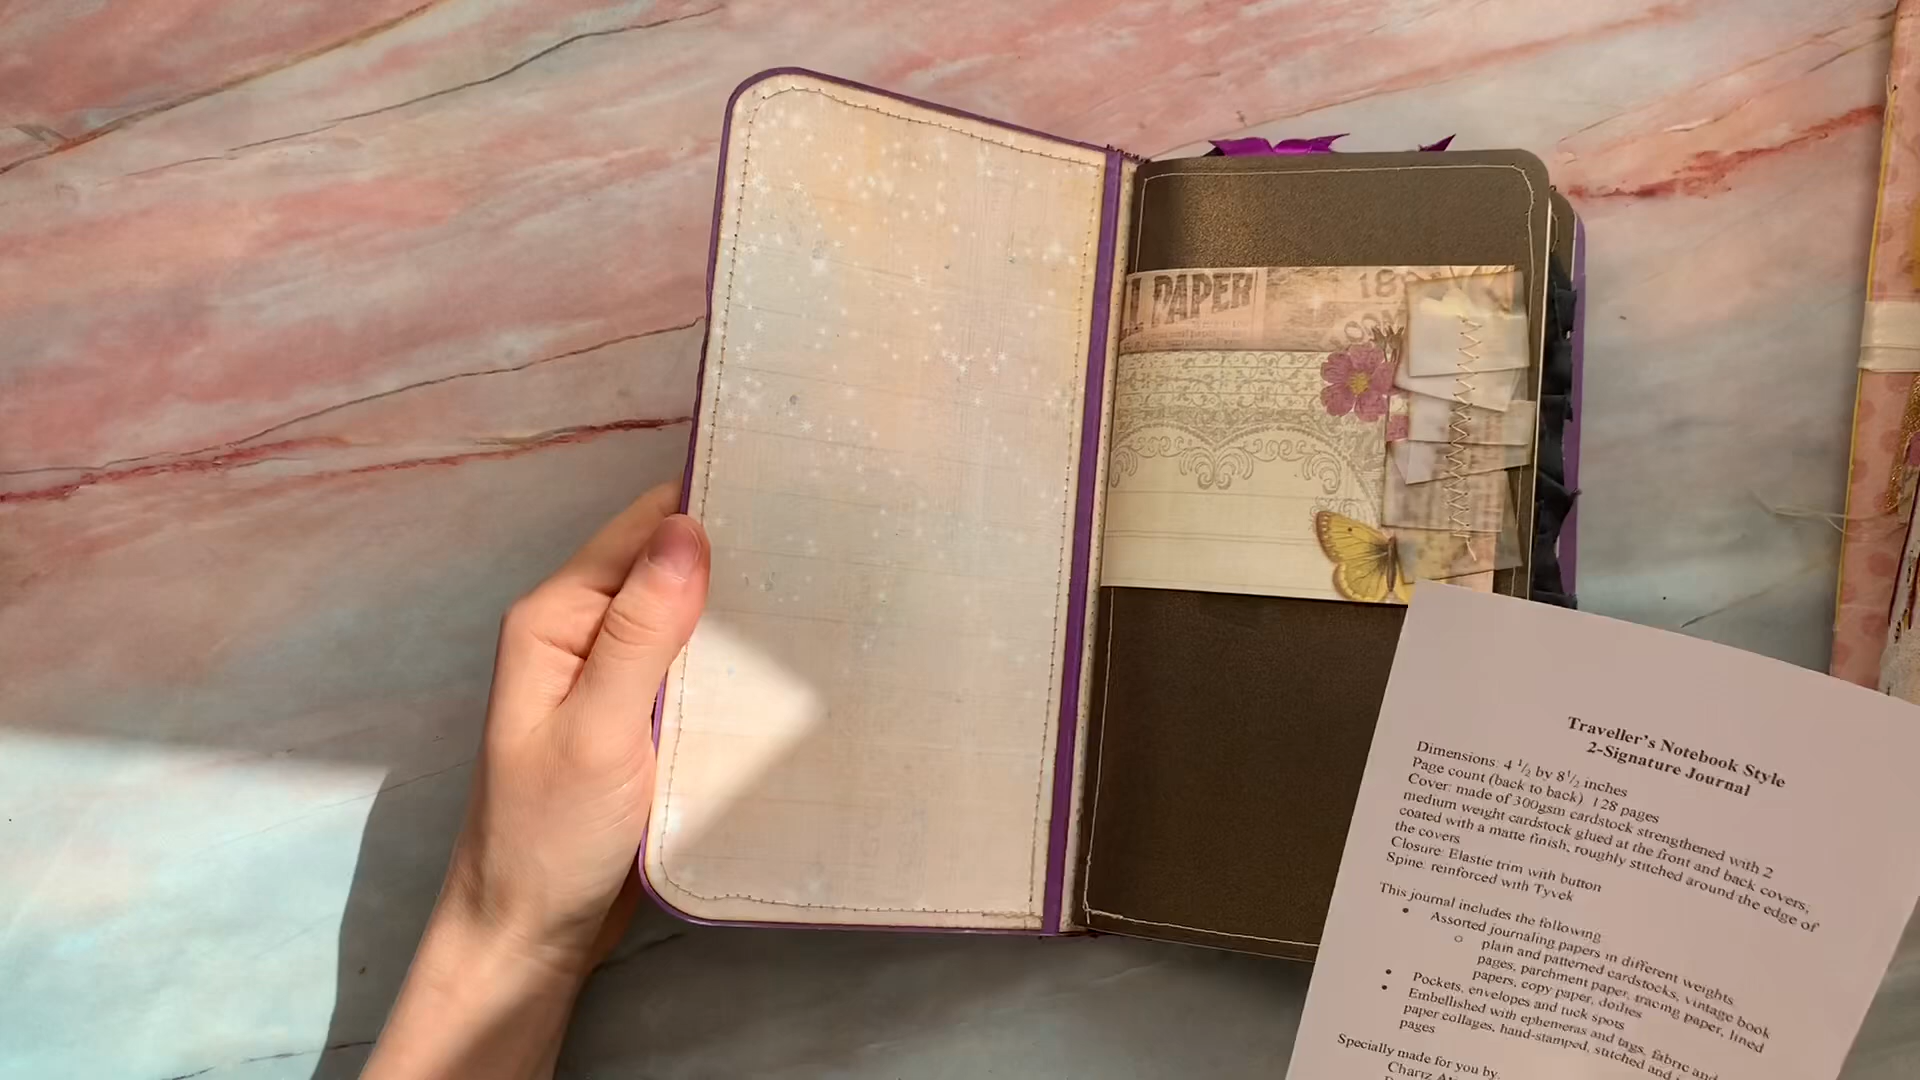 PAPER
Traveller's Notebook Style
2-Signature Journal
Dimensions: 4 1/2 by 8 1/2 inches
Page count (back to back) 128 pages
Cover: made of 300gsm cardstock strengthened with 2
medium weight cardstock glued at the front and back covers,
coated with a matte finish, roughly stitched around the edge of
the covers
Closure: Elastic trim with button
Spine: reinforced with Tyvek
This journal includes the following
• Assorted journaling papers in different weights
○ plain and patterned cardstocks, vintage book
pages, parchment paper, tracing paper, lined
papers, copy paper, doilies
• Pockets, envelopes and tuck spots
• Embellished with ephemera and tags, fabric and
paper collages, hand-stamped, stitched and
pages
Specially made for you by
Chartz